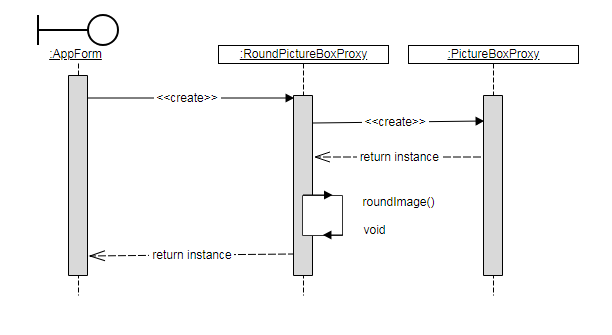 :AppForm
:RoundPictureBoxProxy
:PictureBoxProxy
<<create>>
<<create>>
return instance
roundImage()
void
return instance